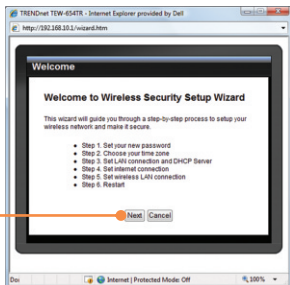 TRENDnet TEW-654TR - Internet Explorer provided by Dell
http://192.168.10.1/wizard.htm
Welcome
Welcome to Wireless Security Setup Wizard
This wizard will guide you through a step-by-step process to setup your
wireless network and make it secure.
Step 1. Set your new password
Step 2. Choose your time zone
Step 3. Set LAN connection and DHCP Server
Step 4. Set internet connection
Step 5. Set wireless LAN connection
Step 6. Restart
Next Cancel
Internet | Protected Mode: Off 100%